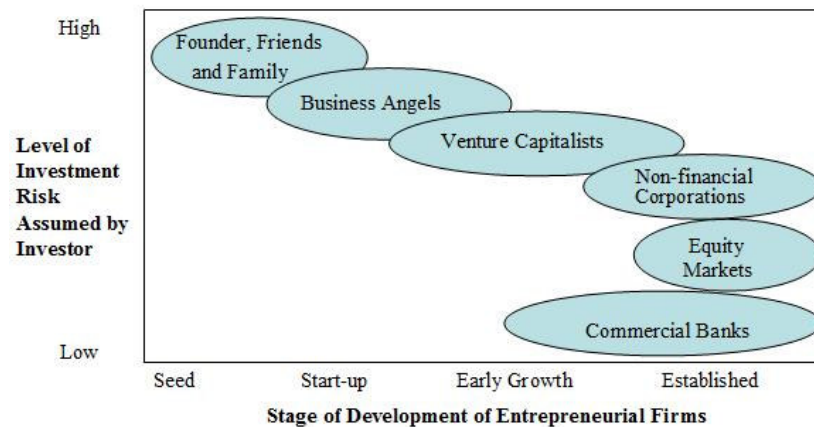 High
Founder, Friends
and Family
Business Angels
Venture Capitalists
Level of
Investment
Risk
Assumed by
Investor
Non-financial
Corporations
Equity
Markets
Commercial Banks
Low
Seed
Start-up
Early Growth
Established
Stage of Development of Entrepreneurial Firms